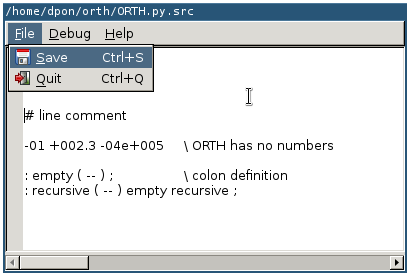 /home/dpon/orth/ORTH.py.src
File Debug Help
Save Ctrl+S
Quit Ctrl+Q
# line comment
-01 +002.3 -04e+005 \ ORTH has no numbers
: empty ( -- ) ; \ colon definition
: recursive ( -- ) empty recursive ;